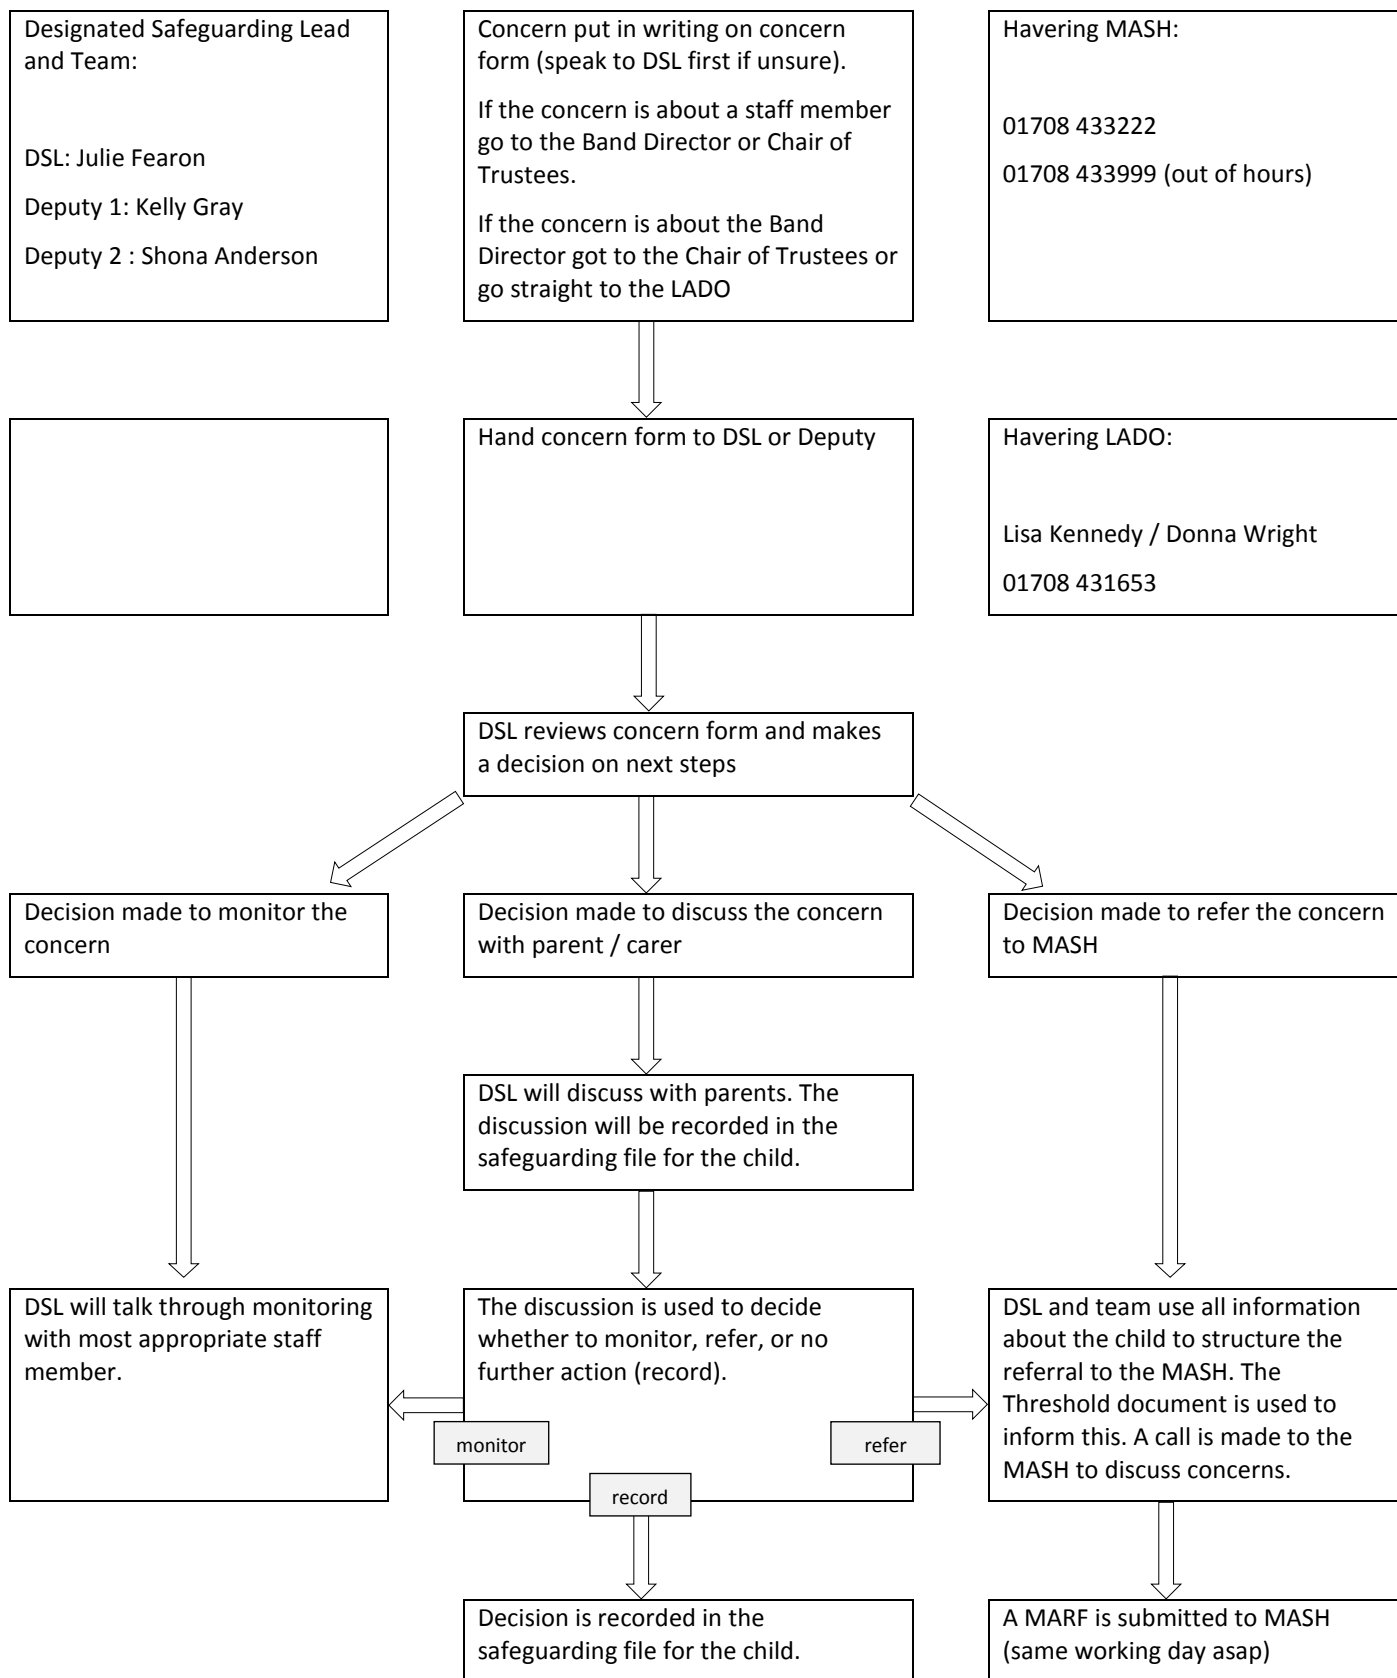 Designated Safeguarding Lead
and Team:
DSL: Julie Fearon
Deputy 1: Kelly Gray
Deputy 2 : Shona Anderson
Concern put in writing on concern
form (speak to DSL first if unsure).
If the concern is about a staff member
go to the Band Director or Chair of
Trustees.
If the concern is about the Band
Director got to the Chair of Trustees or
go straight to the LADO
Havering MASH:
01708 433222
01708 433999 (out of hours)
Hand concern form to DSL or Deputy
Havering LADO:
Lisa Kennedy / Donna Wright
01708 431653
DSL reviews concern form and makes
a decision on next steps
Decision made to monitor the
concern
Decision made to discuss the concern
with parent / carer
Decision made to refer the concern
to MASH
DSL will discuss with parents. The
discussion will be recorded in the
safeguarding file for the child.
DSL will talk through monitoring
with most appropriate staff
member.
The discussion is used to decide
whether to monitor, refer, or no
further action (record).
monitor
refer
record
DSL and team use all information
about the child to structure the
referral to the MASH. The
Threshold document is used to
inform this. A call is made to the
MASH to discuss concerns.
Decision is recorded in the
safeguarding file for the child.
A MARF is submitted to MASH
(same working day asap)